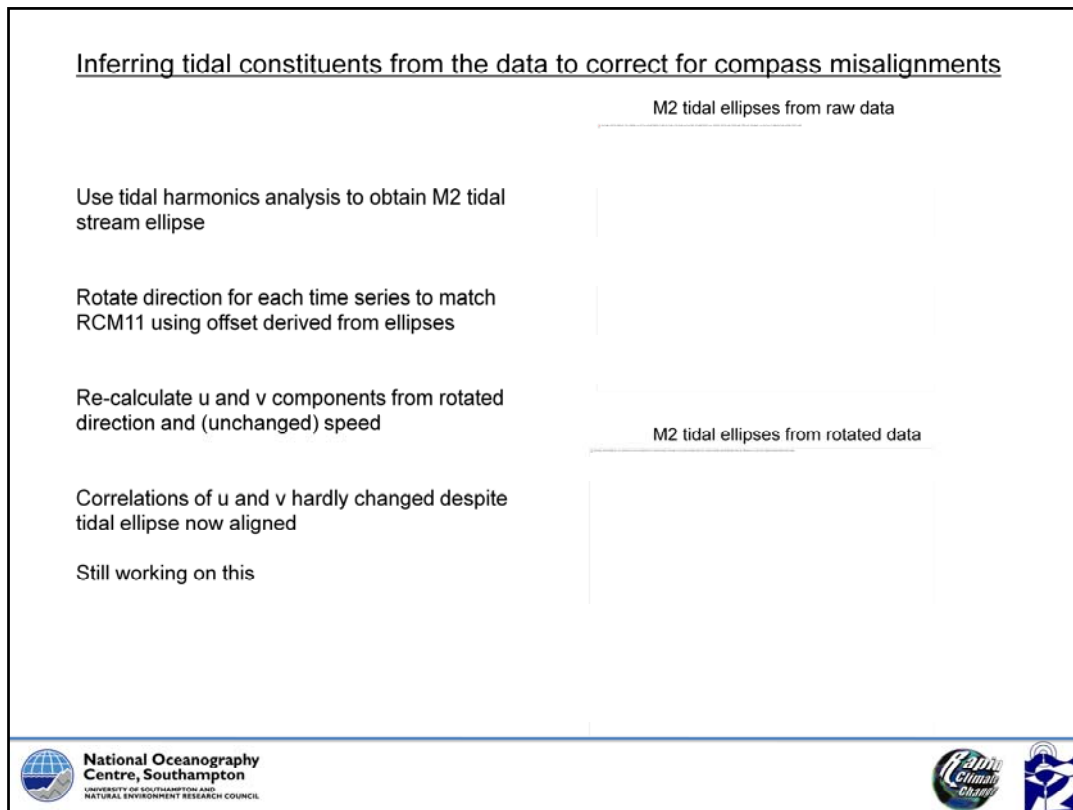 Inferring tidal constituents from the data to correct for compass misalignments
M2 tidal ellipses from raw data
Use tidal harmonics analysis to obtain M2 tidal
stream ellipse
Rotate direction for each time series to match
RCM11 using offset derived from ellipses
Re-calculate u and v components from rotated
direction and (unchanged) speed
M2 tidal ellipses from rotated data
Correlations of u and v hardly changed despite
tidal ellipse now aligned
Still working on this
National Oceanography
Centre, Southampton
UNIVERSITY OF SOUTHAMPTON AND
NATURAL ENVIRONMENT RESEARCH COUNCIL
Rapid
Climate
Change